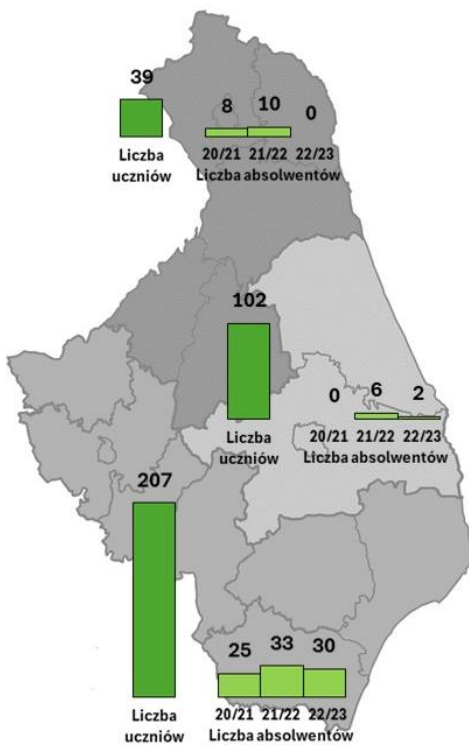 39
8 10 0
20/21 21/22 22/23
Liczba
uczniów
Liczba absolwentów
102
0 6 2
20/21 21/22 22/23
Liczba
uczniów
Liczba absolwentów
207
25 33 30
20/21 21/22 22/23
Liczba
uczniów
Liczba absolwentów